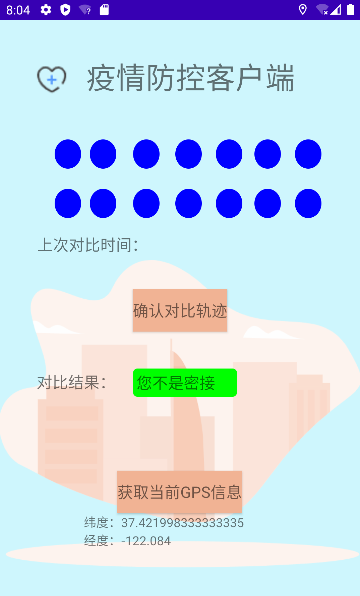 8:04
疫情防控客户端
上次对比时间：
确认对比轨迹
对比结果： 您不是密接
获取当前GPS信息
纬度：37.421998333333335
经度：-122.084